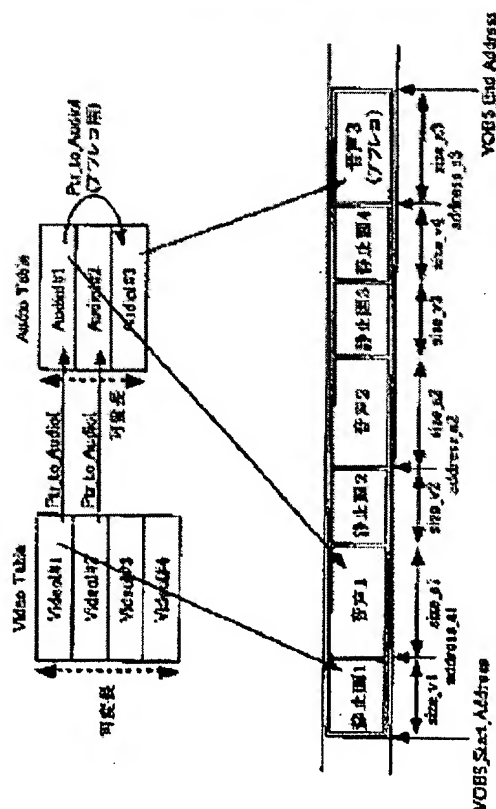 Video Table
Video#1
Video#2
Video#3
Video#4
可変長
Ptr_to_Audio
Ptr_to_Audio
Audio Table
Audio#1
Audio#2
Audio#3
可変長
Ptr_to_Audio
(アフレコ用)
静止画1
音声1
静止画2
音声2
静止画3
静止画4
音声3
(アフレコ)
size_v1
size_a1
size_v2
size_a2
size_v3
size_v4
size_a3
address_a1
address_a2
address_a3
VOBS_Start_Address
VOBS End Address